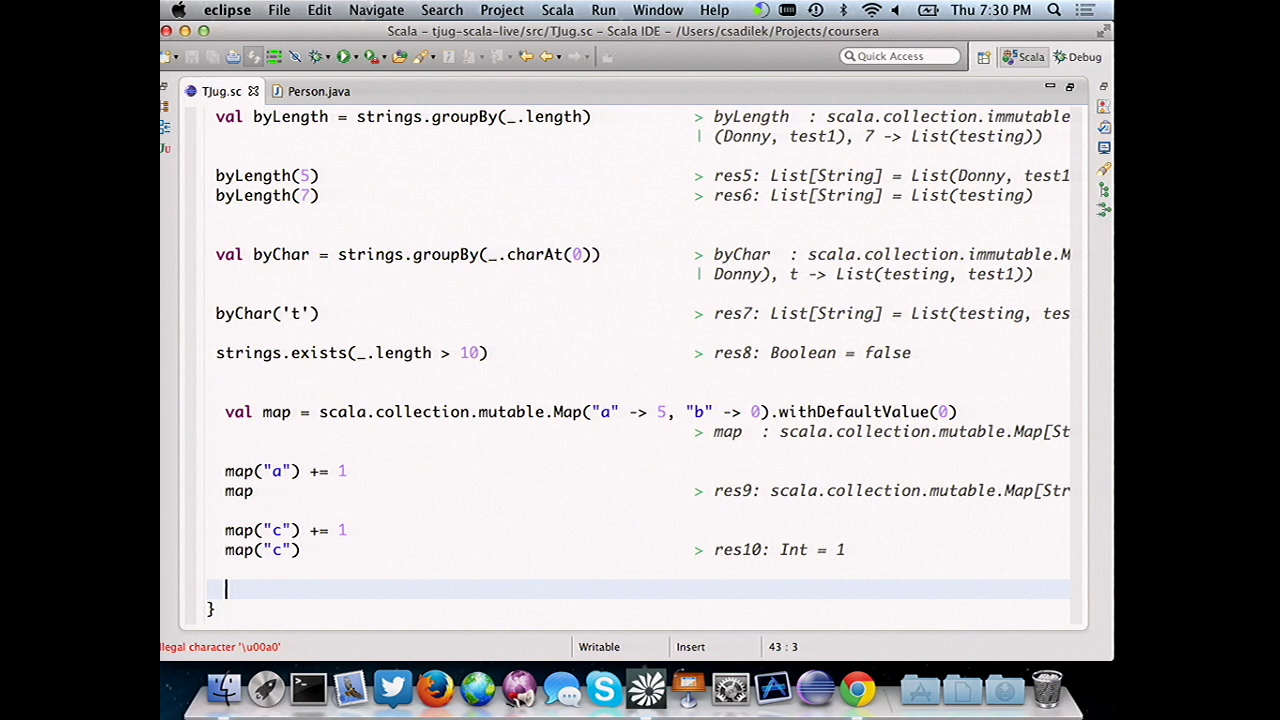 eclipse File Edit Navigate Search Project Scala Run Window Help Thu 7:30 PM
Scala - tjug-scala-live/src/TJug.sc - Scala IDE - /Users/csadilek/Projects/coursera
Quick Access Scala Debug
TJug.sc Person.java
val byLength = strings.groupBy(_.length) > byLength : scala.collection.immutable
| (Donny, test1), 7 -> List(testing))
byLength(5) > res5: List[String] = List(Donny, test1
byLength(7) > res6: List[String] = List(testing)
val byChar = strings.groupBy(_.charAt(0)) > byChar : scala.collection.immutable.M
| Donny), t -> List(testing, test1))
byChar('t') > res7: List[String] = List(testing, tes
strings.exists(_.length > 10) > res8: Boolean = false
val map = scala.collection.mutable.Map("a" -> 5, "b" -> 0).withDefaultValue(0)
> map : scala.collection.mutable.Map[St
map("a") += 1
map > res9: scala.collection.mutable.Map[Str
map("c") += 1
map("c") > res10: Int = 1
}
llegal character '\u00a0' Writable Insert 43 : 3